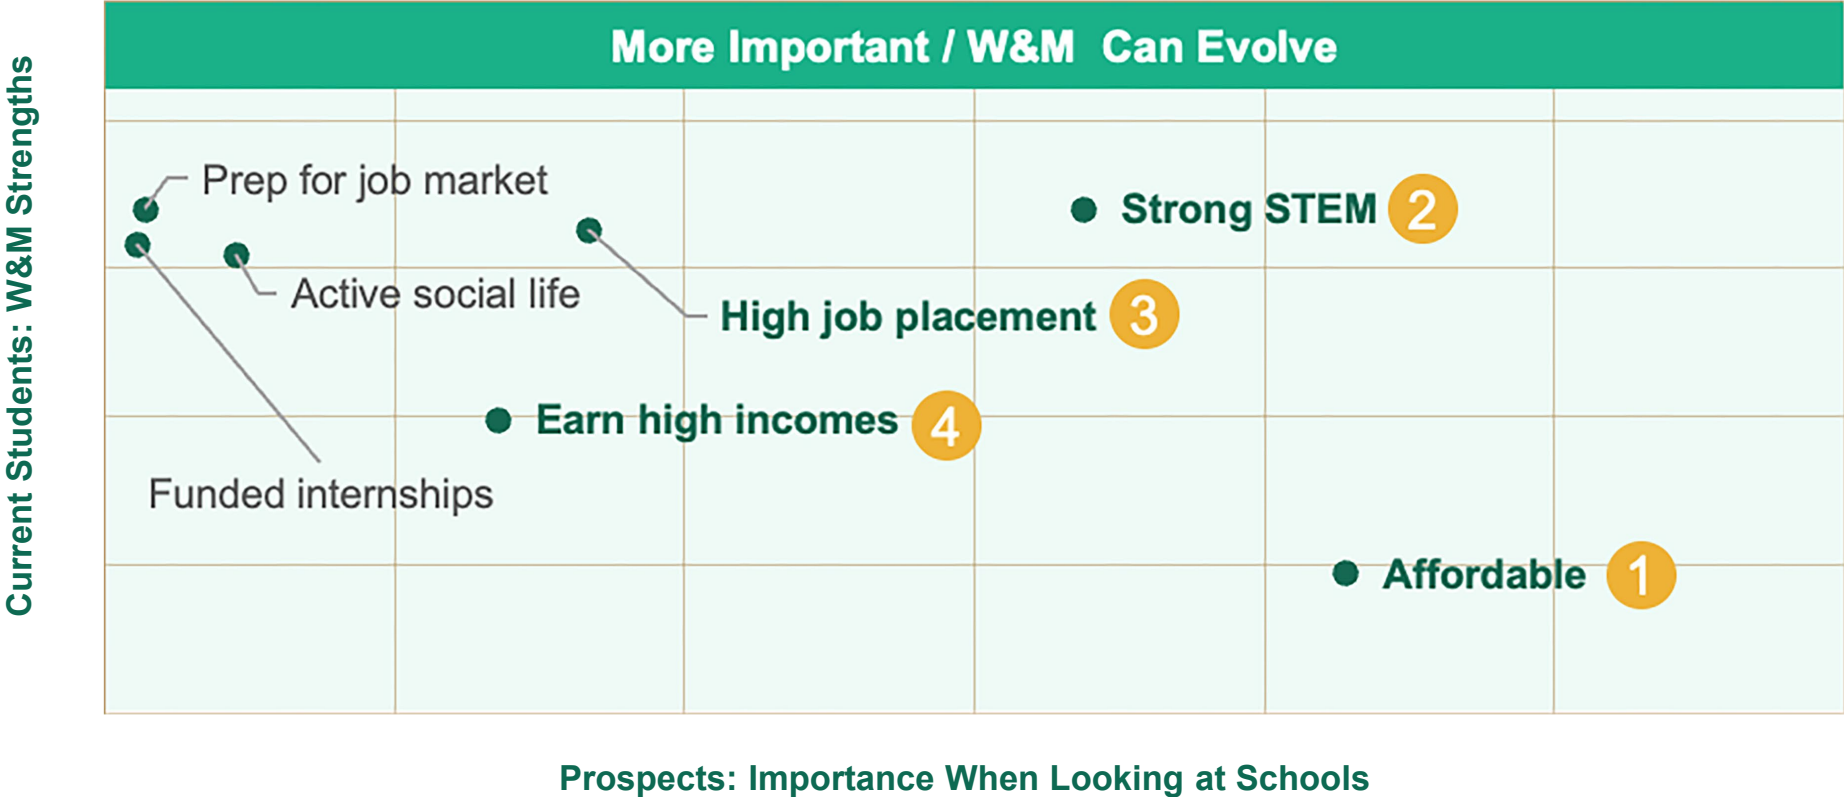 More Important / W&M  Can Evolve
Current Students: W&M Strengths
Prep for job market
Strong STEM 2
Active social life
High job placement 3
Earn high incomes 4
Funded internships
Affordable 1
Prospects: Importance When Looking at Schools